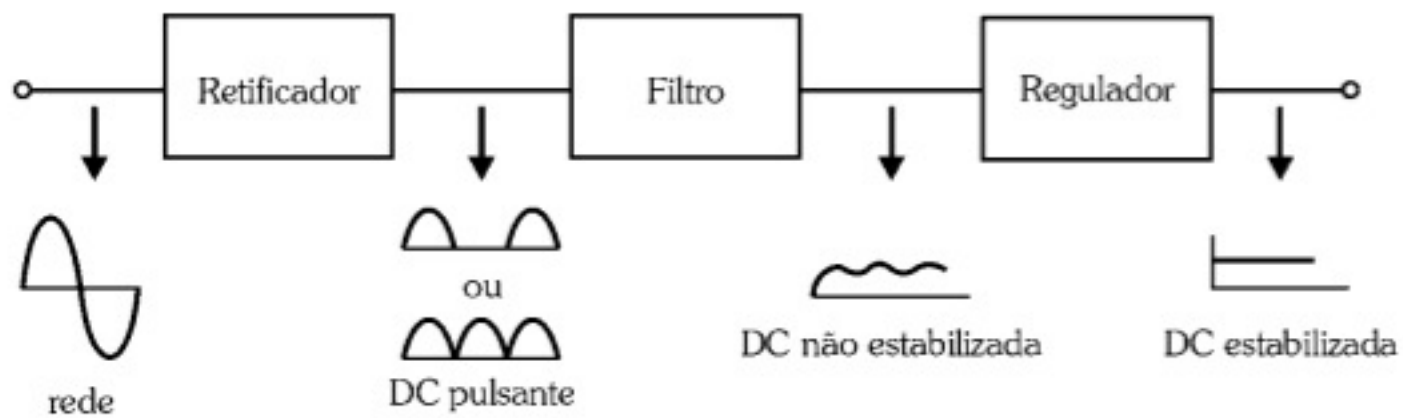 Retificador
Filtro
Regulador
rede
ou
DC pulsante
DC não estabilizada
DC estabilizada